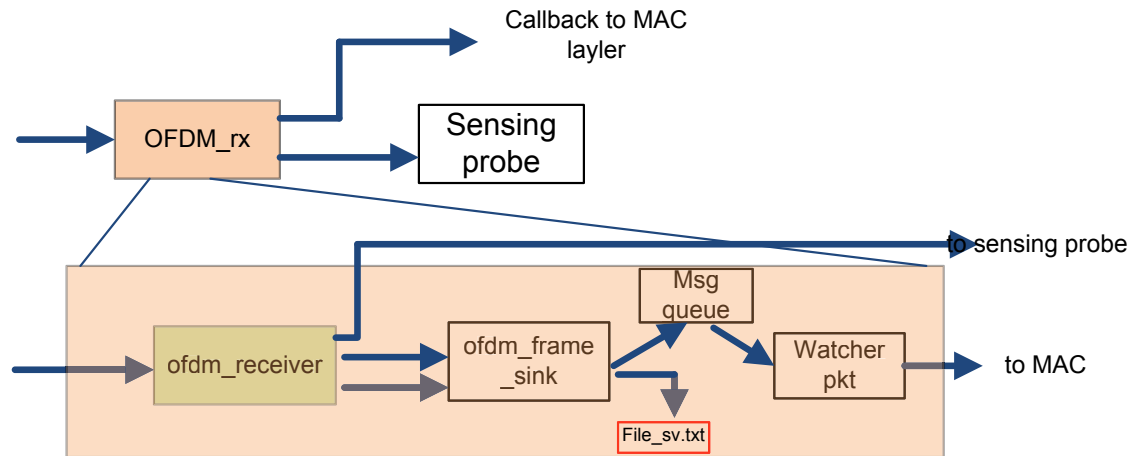 Callback to MAC
layler
OFDM_rx
Sensing
probe
to sensing probe
Msg
queue
ofdm_receiver
ofdm_frame
_sink
Watcher
pkt
to MAC
File_sv.txt